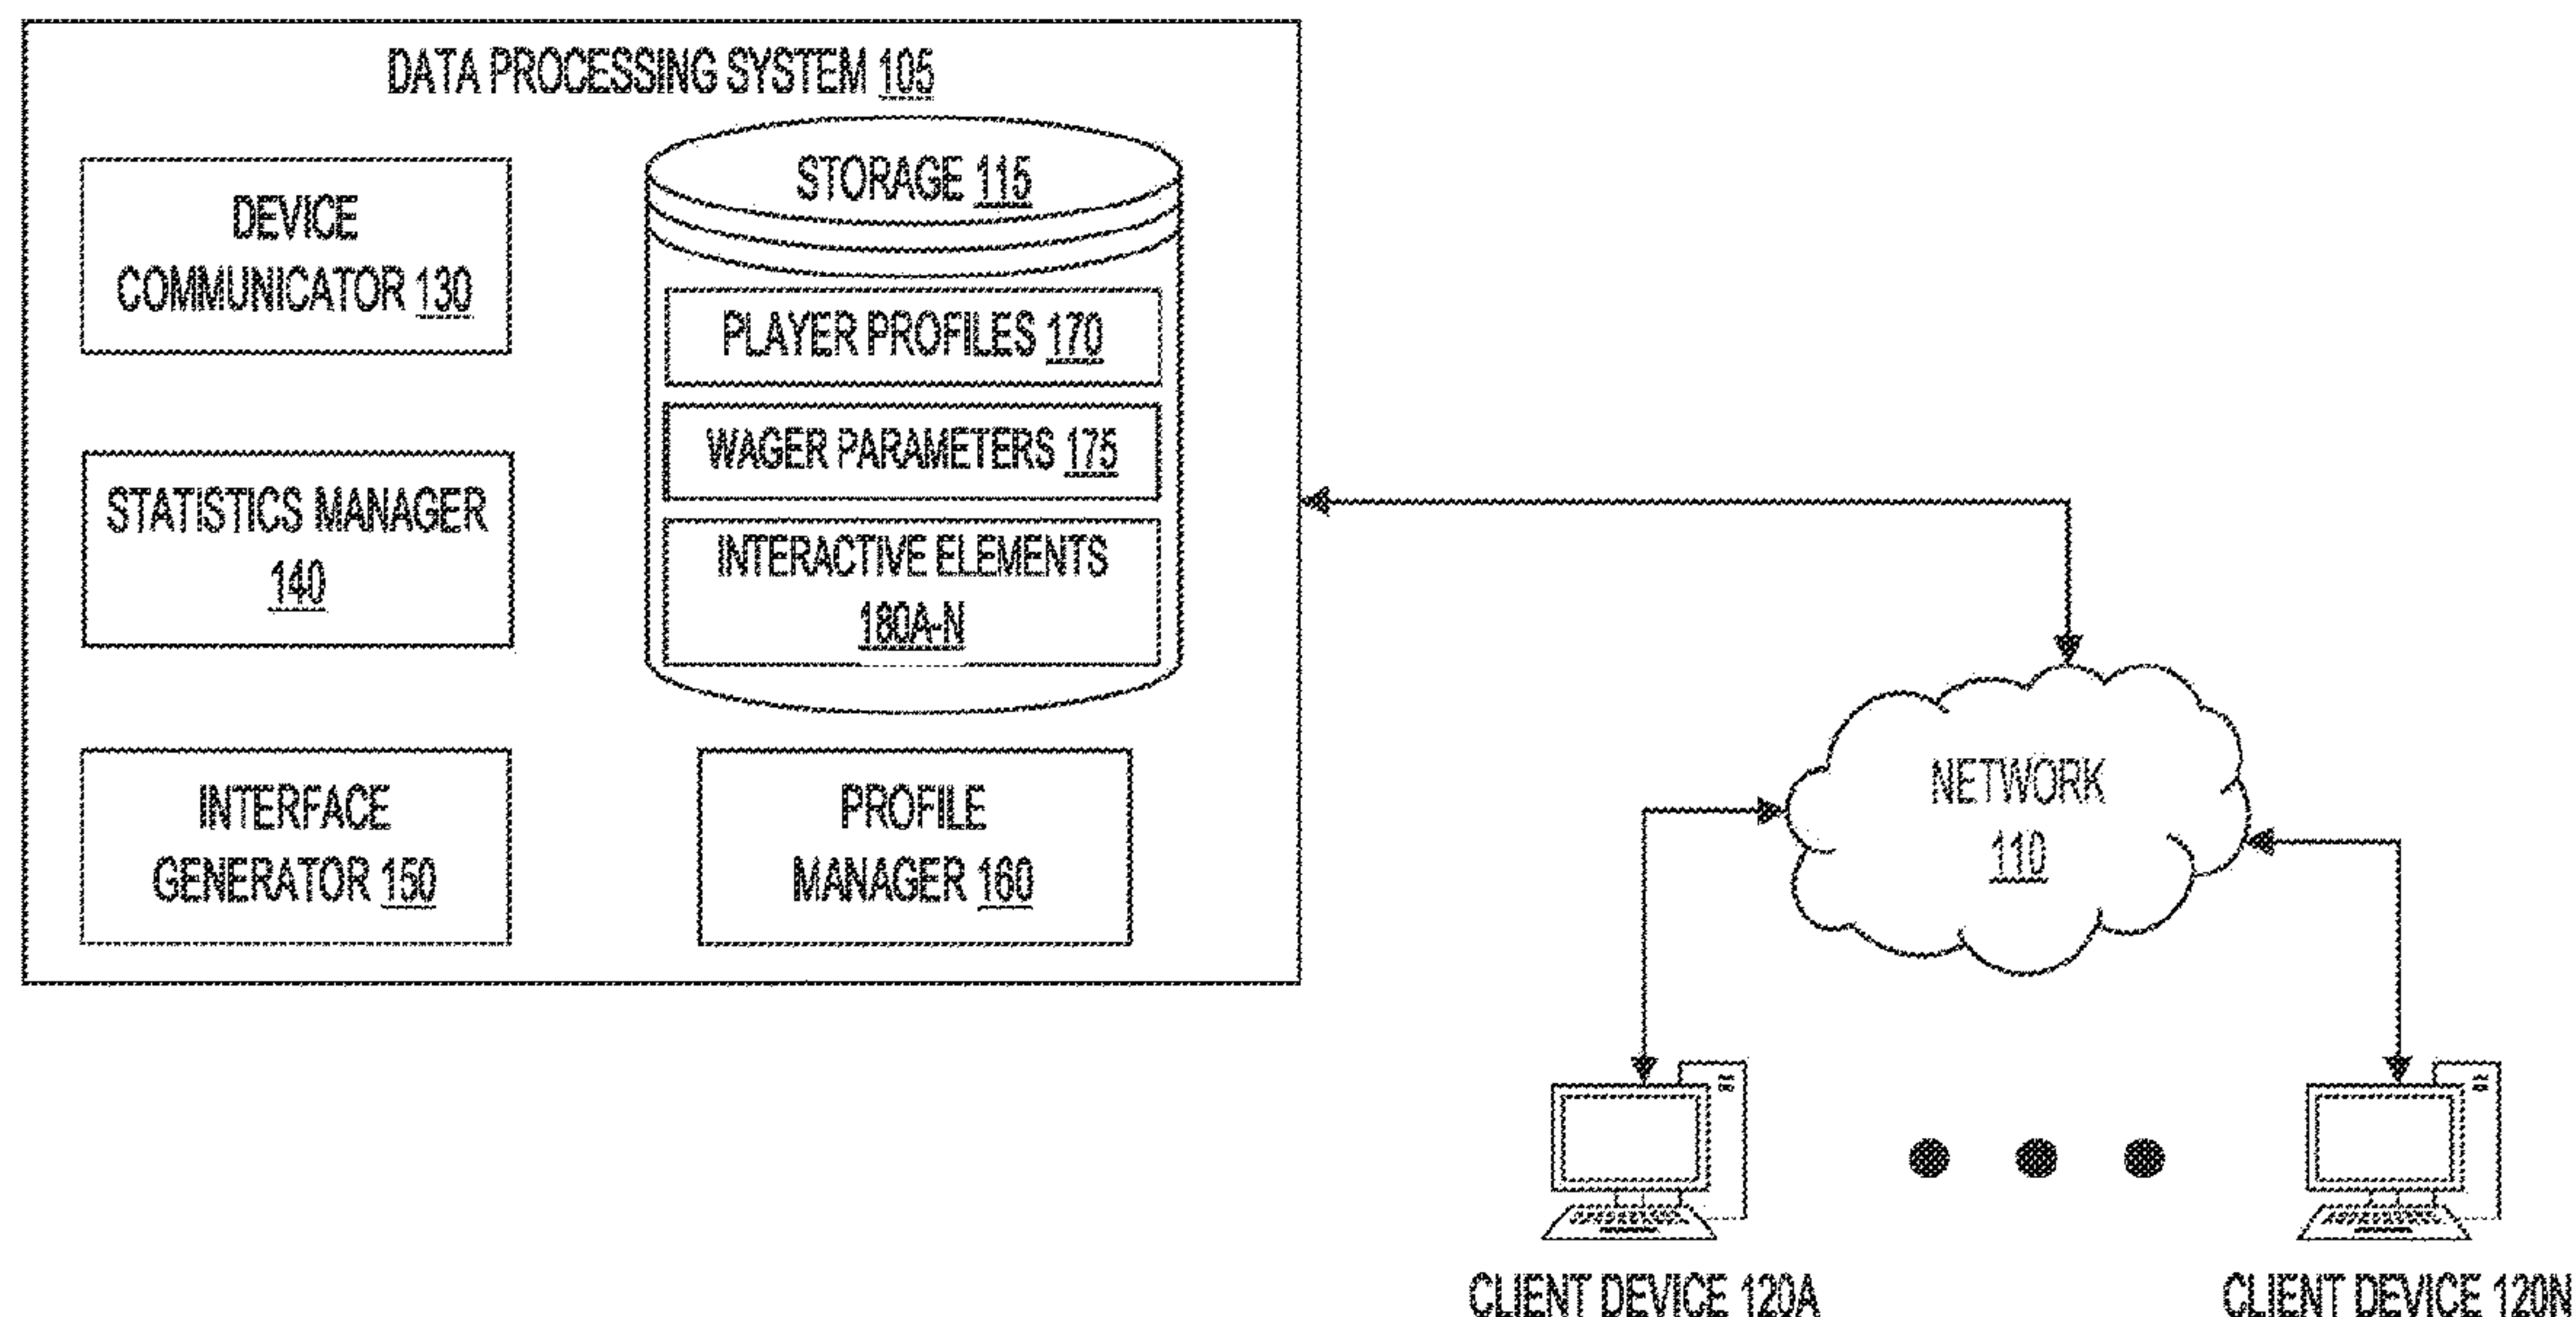 DATA PROCESSING SYSTEM 105
DEVICE
COMMUNICATOR 130
STORAGE 115
PLAYER PROFILES 170
WAGER PARAMETERS 175
STATISTICS MANAGER
140
INTERACTIVE ELEMENTS
180A-N
INTERFACE
GENERATOR 150
PROFILE
MANAGER 160
NETWORK
110
CLIENT DEVICE 120A
CLIENT DEVICE 120N